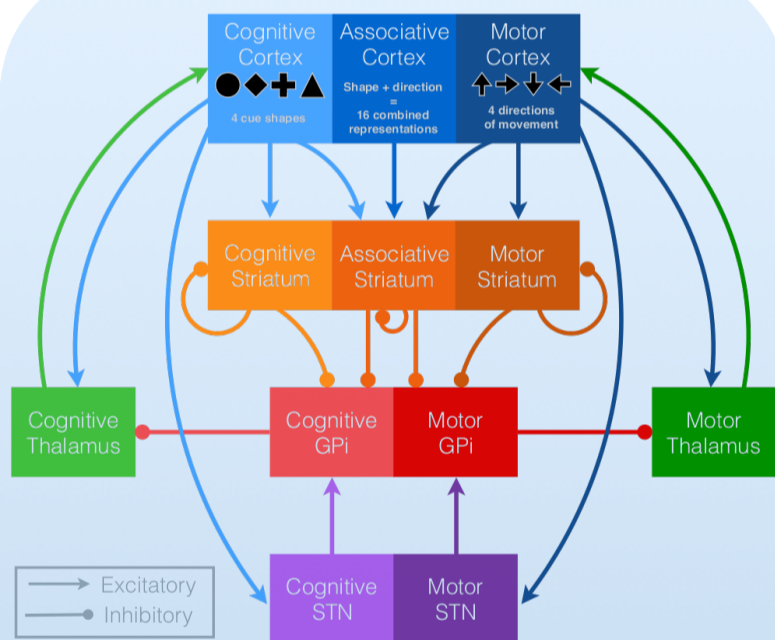 Cognitive
Cortex
4 cue shapes
Associative
Cortex
Shape + direction
=
16 combined
representations
Motor
Cortex
4 directions
of movement
Cognitive
Striatum
Associative
Striatum
Motor
Striatum
Cognitive
Thalamus
Cognitive
GPi
Motor
GPi
Motor
Thalamus
Cognitive
STN
Motor
STN
Excitatory
Inhibitory